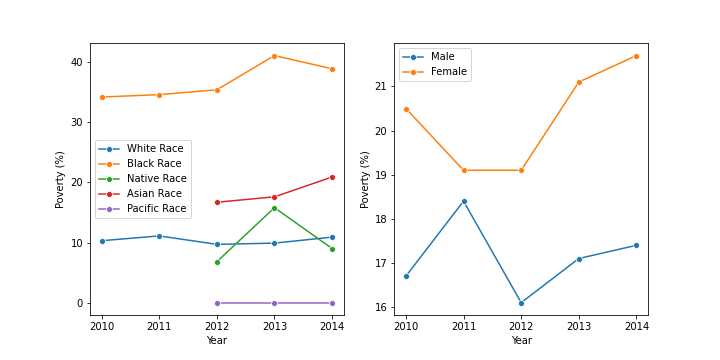 Poverty (%)
40
30
20
10
0
White Race
Black Race
Native Race
Asian Race
Pacific Race
2010 2011 2012 2013 2014
Year
Poverty (%)
21
20
19
18
17
16
Male
Female
2010 2011 2012 2013 2014
Year